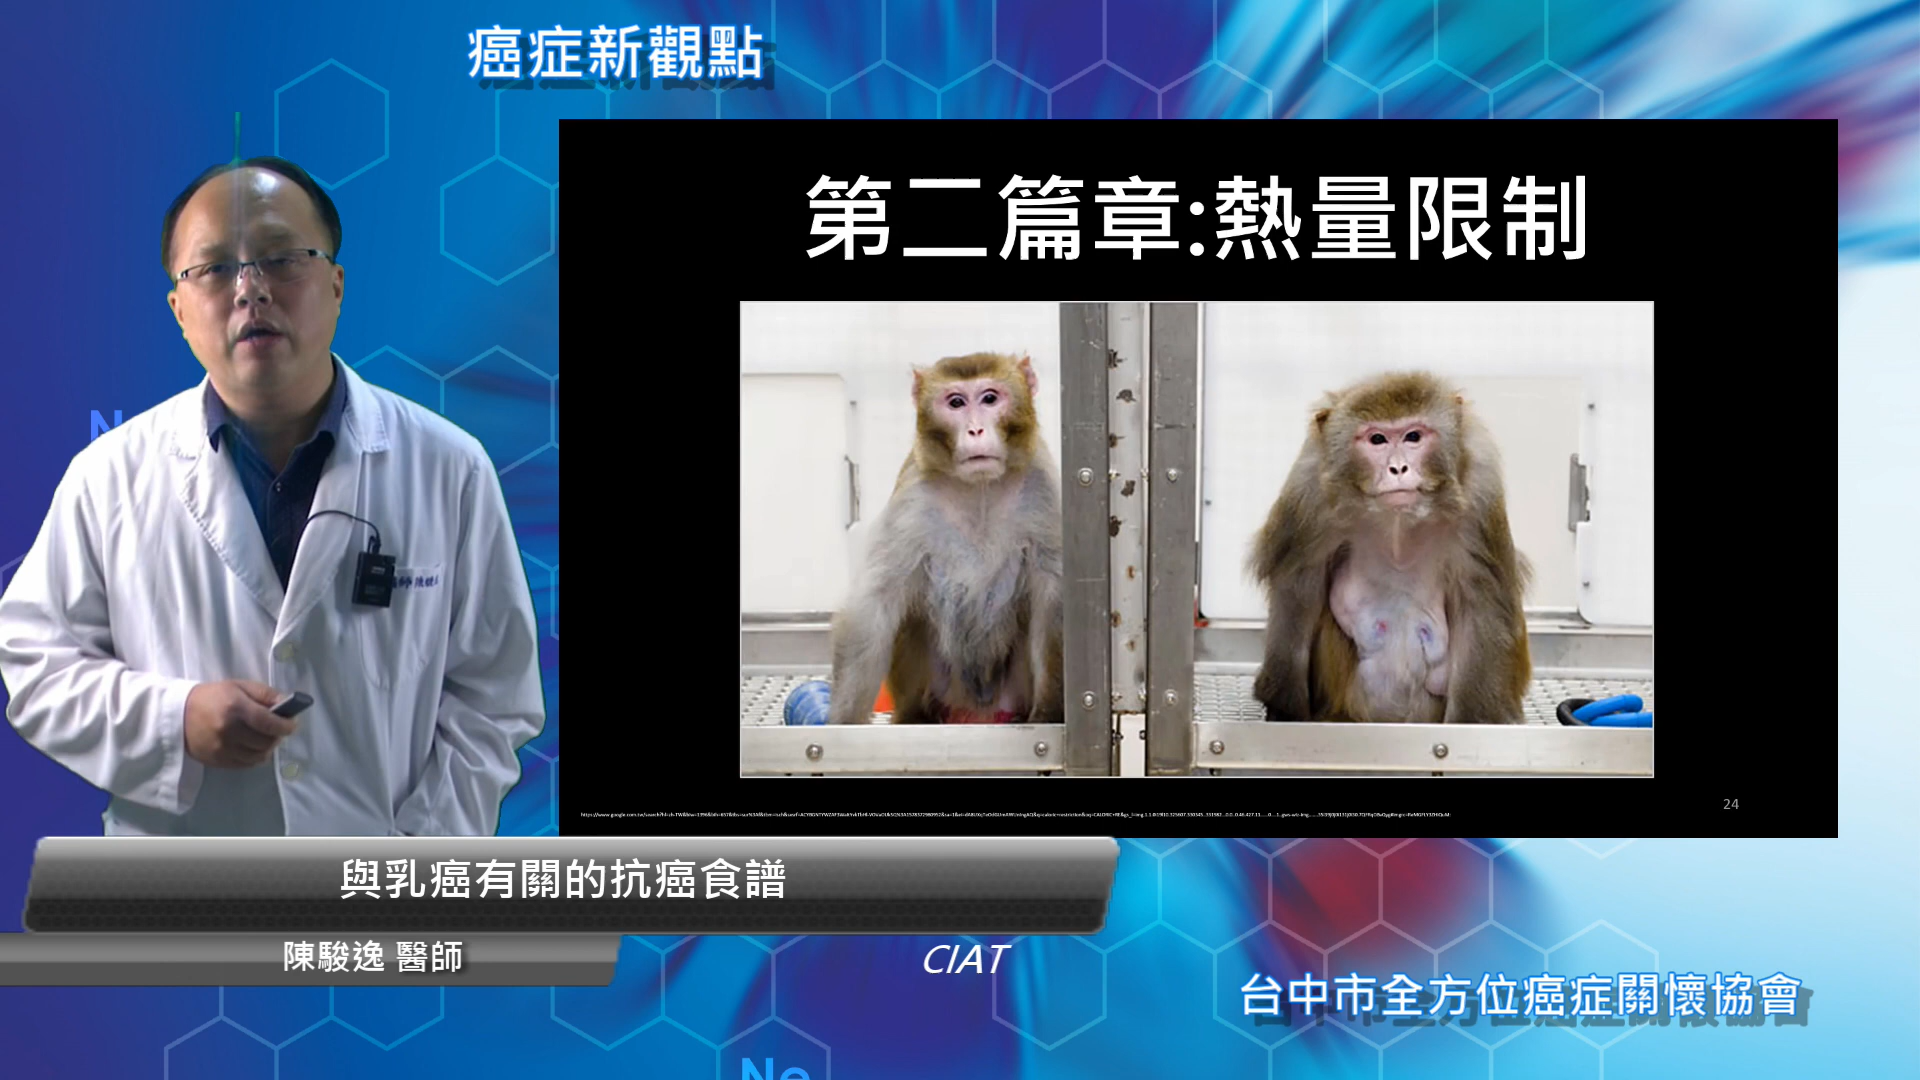 癌症新觀點
第二篇章:熱量限制
24
與乳癌有關的抗癌食譜
陳駿逸 醫師
CIAT
台中市全方位癌症關懷協會
Ne